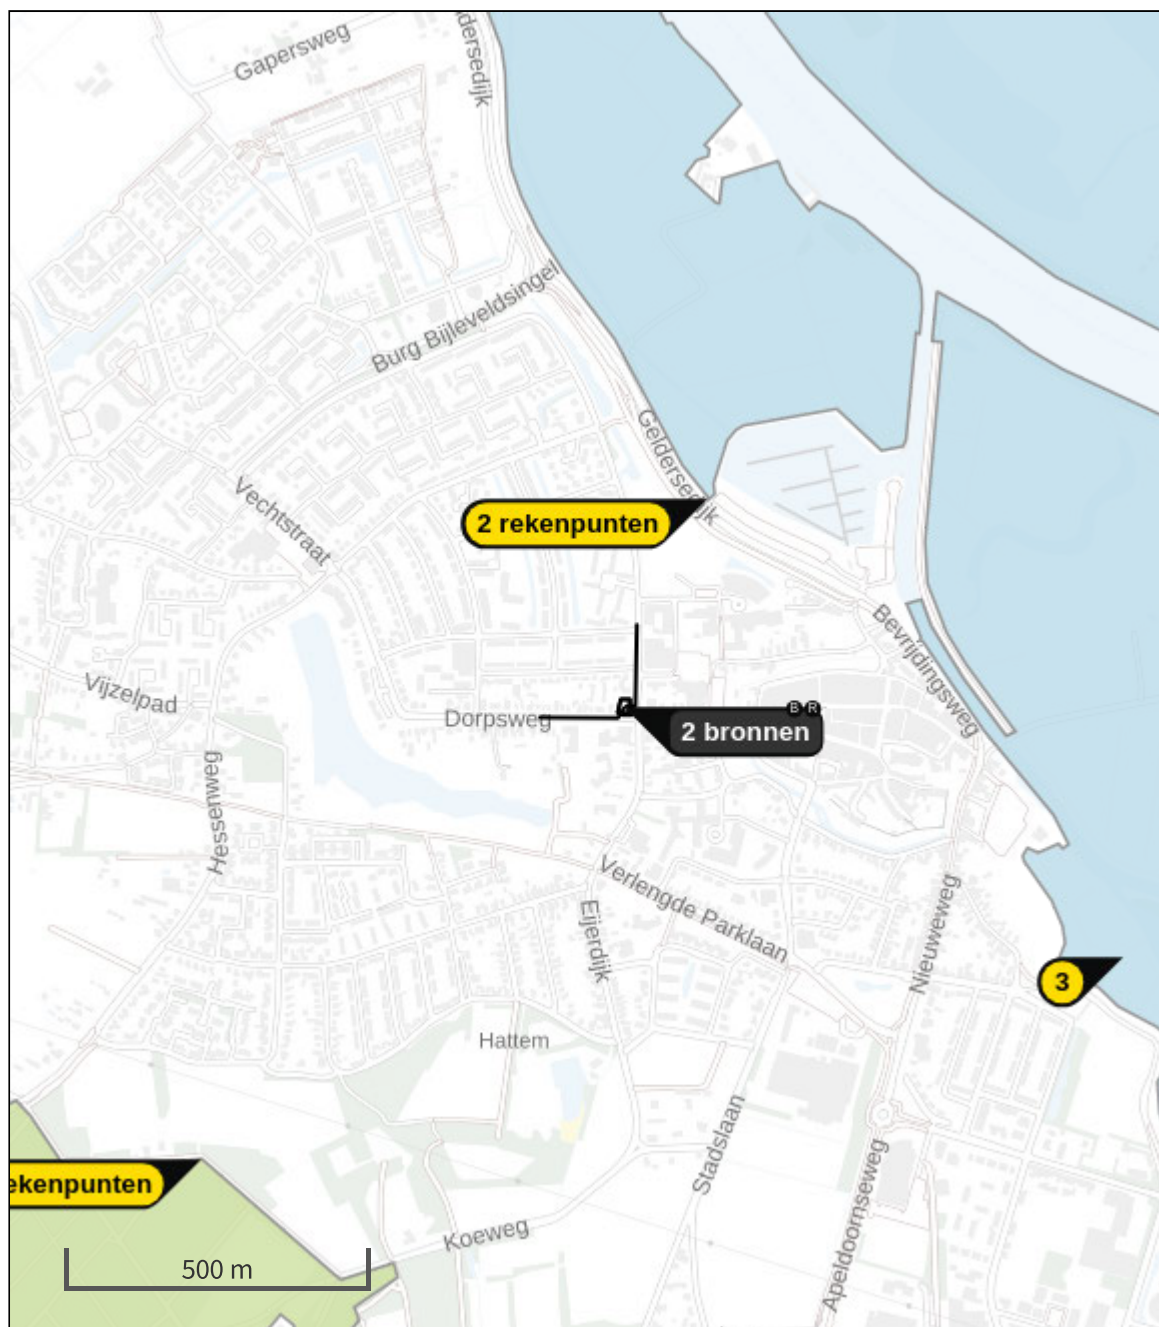 Gapersweg
dersedijk
Burg Bijleveldsingel
Geldersedijk
Vechtstraat
2 rekenpunten
Bevrijdingsweg
Vijzelpad
Dorpsweg
B R
2 bronnen
Hessenweg
Verlengde Parklaan
Eijerdijk
Nieuweweg
3
Hattem
Stadslaan
ekenpunten
Koeweg
Apeldoornseweg
500 m